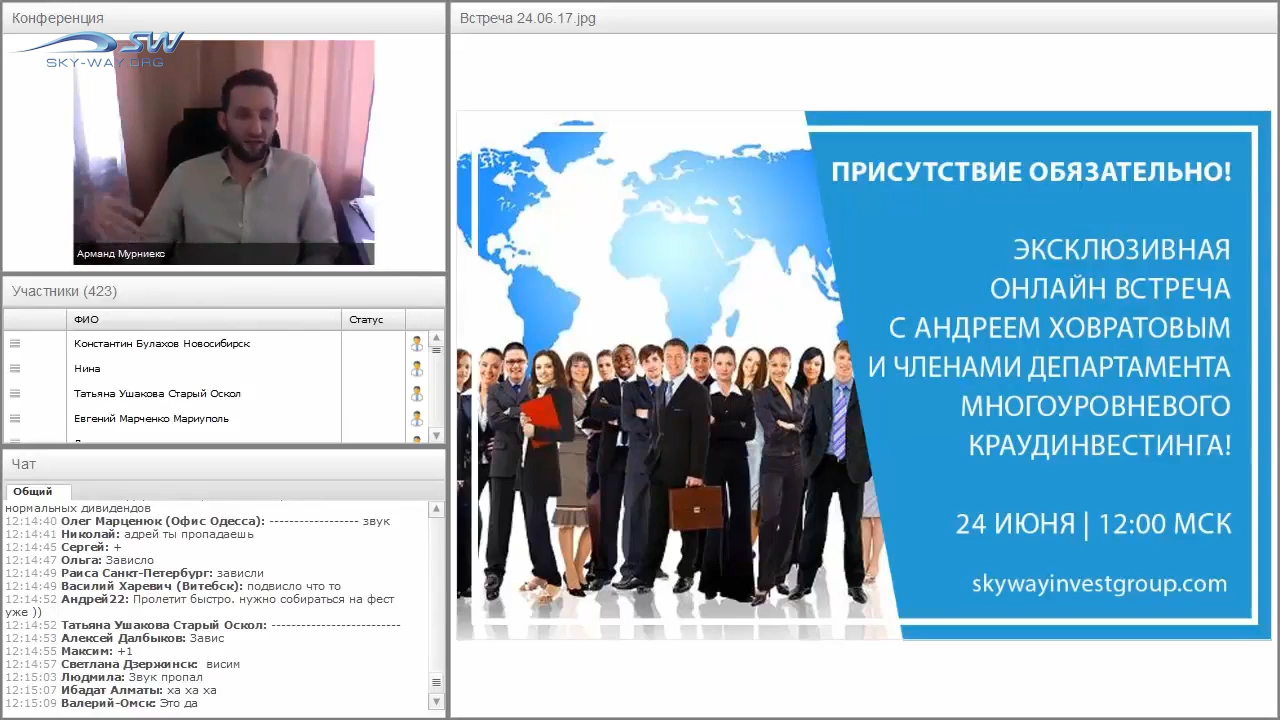 Конференция
SW
SKY-WAY.ORG
Арманд Мурниекс
Участники (423)
ФИО Статус
Константин Булахов Новосибирск
Нина
Татьяна Ушакова Старый Оскол
Евгений Марченко Мариуполь
Чат
Общий
нормальных дивидендов
12:14:40 Олег Марценюк (Офис Одесса): ------------------ звук
12:14:41 Николай: адрей ты пропадаешь
12:14:45 Сергей: +
12:14:47 Ольга: Зависло
12:14:49 Раиса Санкт-Петербург: зависли
12:14:49 Василий Харевич (Витебск): подвисло что то
12:14:52 Андрей22: Пролетит быстро. нужно собираться на фест
уже ))
12:14:52 Татьяна Ушакова Старый Оскол: --------------------------
12:14:53 Алексей Далбыков: Завис
12:14:55 Максим: +1
12:14:57 Светлана Дзержинск: висим
12:15:03 Людмила: Звук пропал
12:15:07 Ибадат Алматы: ха ха ха
12:15:09 Валерий-Омск: Это да
Встреча 24.06.17.jpg
ПРИСУТСТВИЕ ОБЯЗАТЕЛЬНО!
ЭКСКЛЮЗИВНАЯ
ОНЛАЙН ВСТРЕЧА
С АНДРЕЕМ ХОВРАТОВЫМ
И ЧЛЕНАМИ ДЕПАРТАМЕНТА
МНОГОУРОВНЕВОГО
КРАУДИНВЕСТИНГА!
24 ИЮНЯ | 12:00 МСК
skywayinvestgroup.com